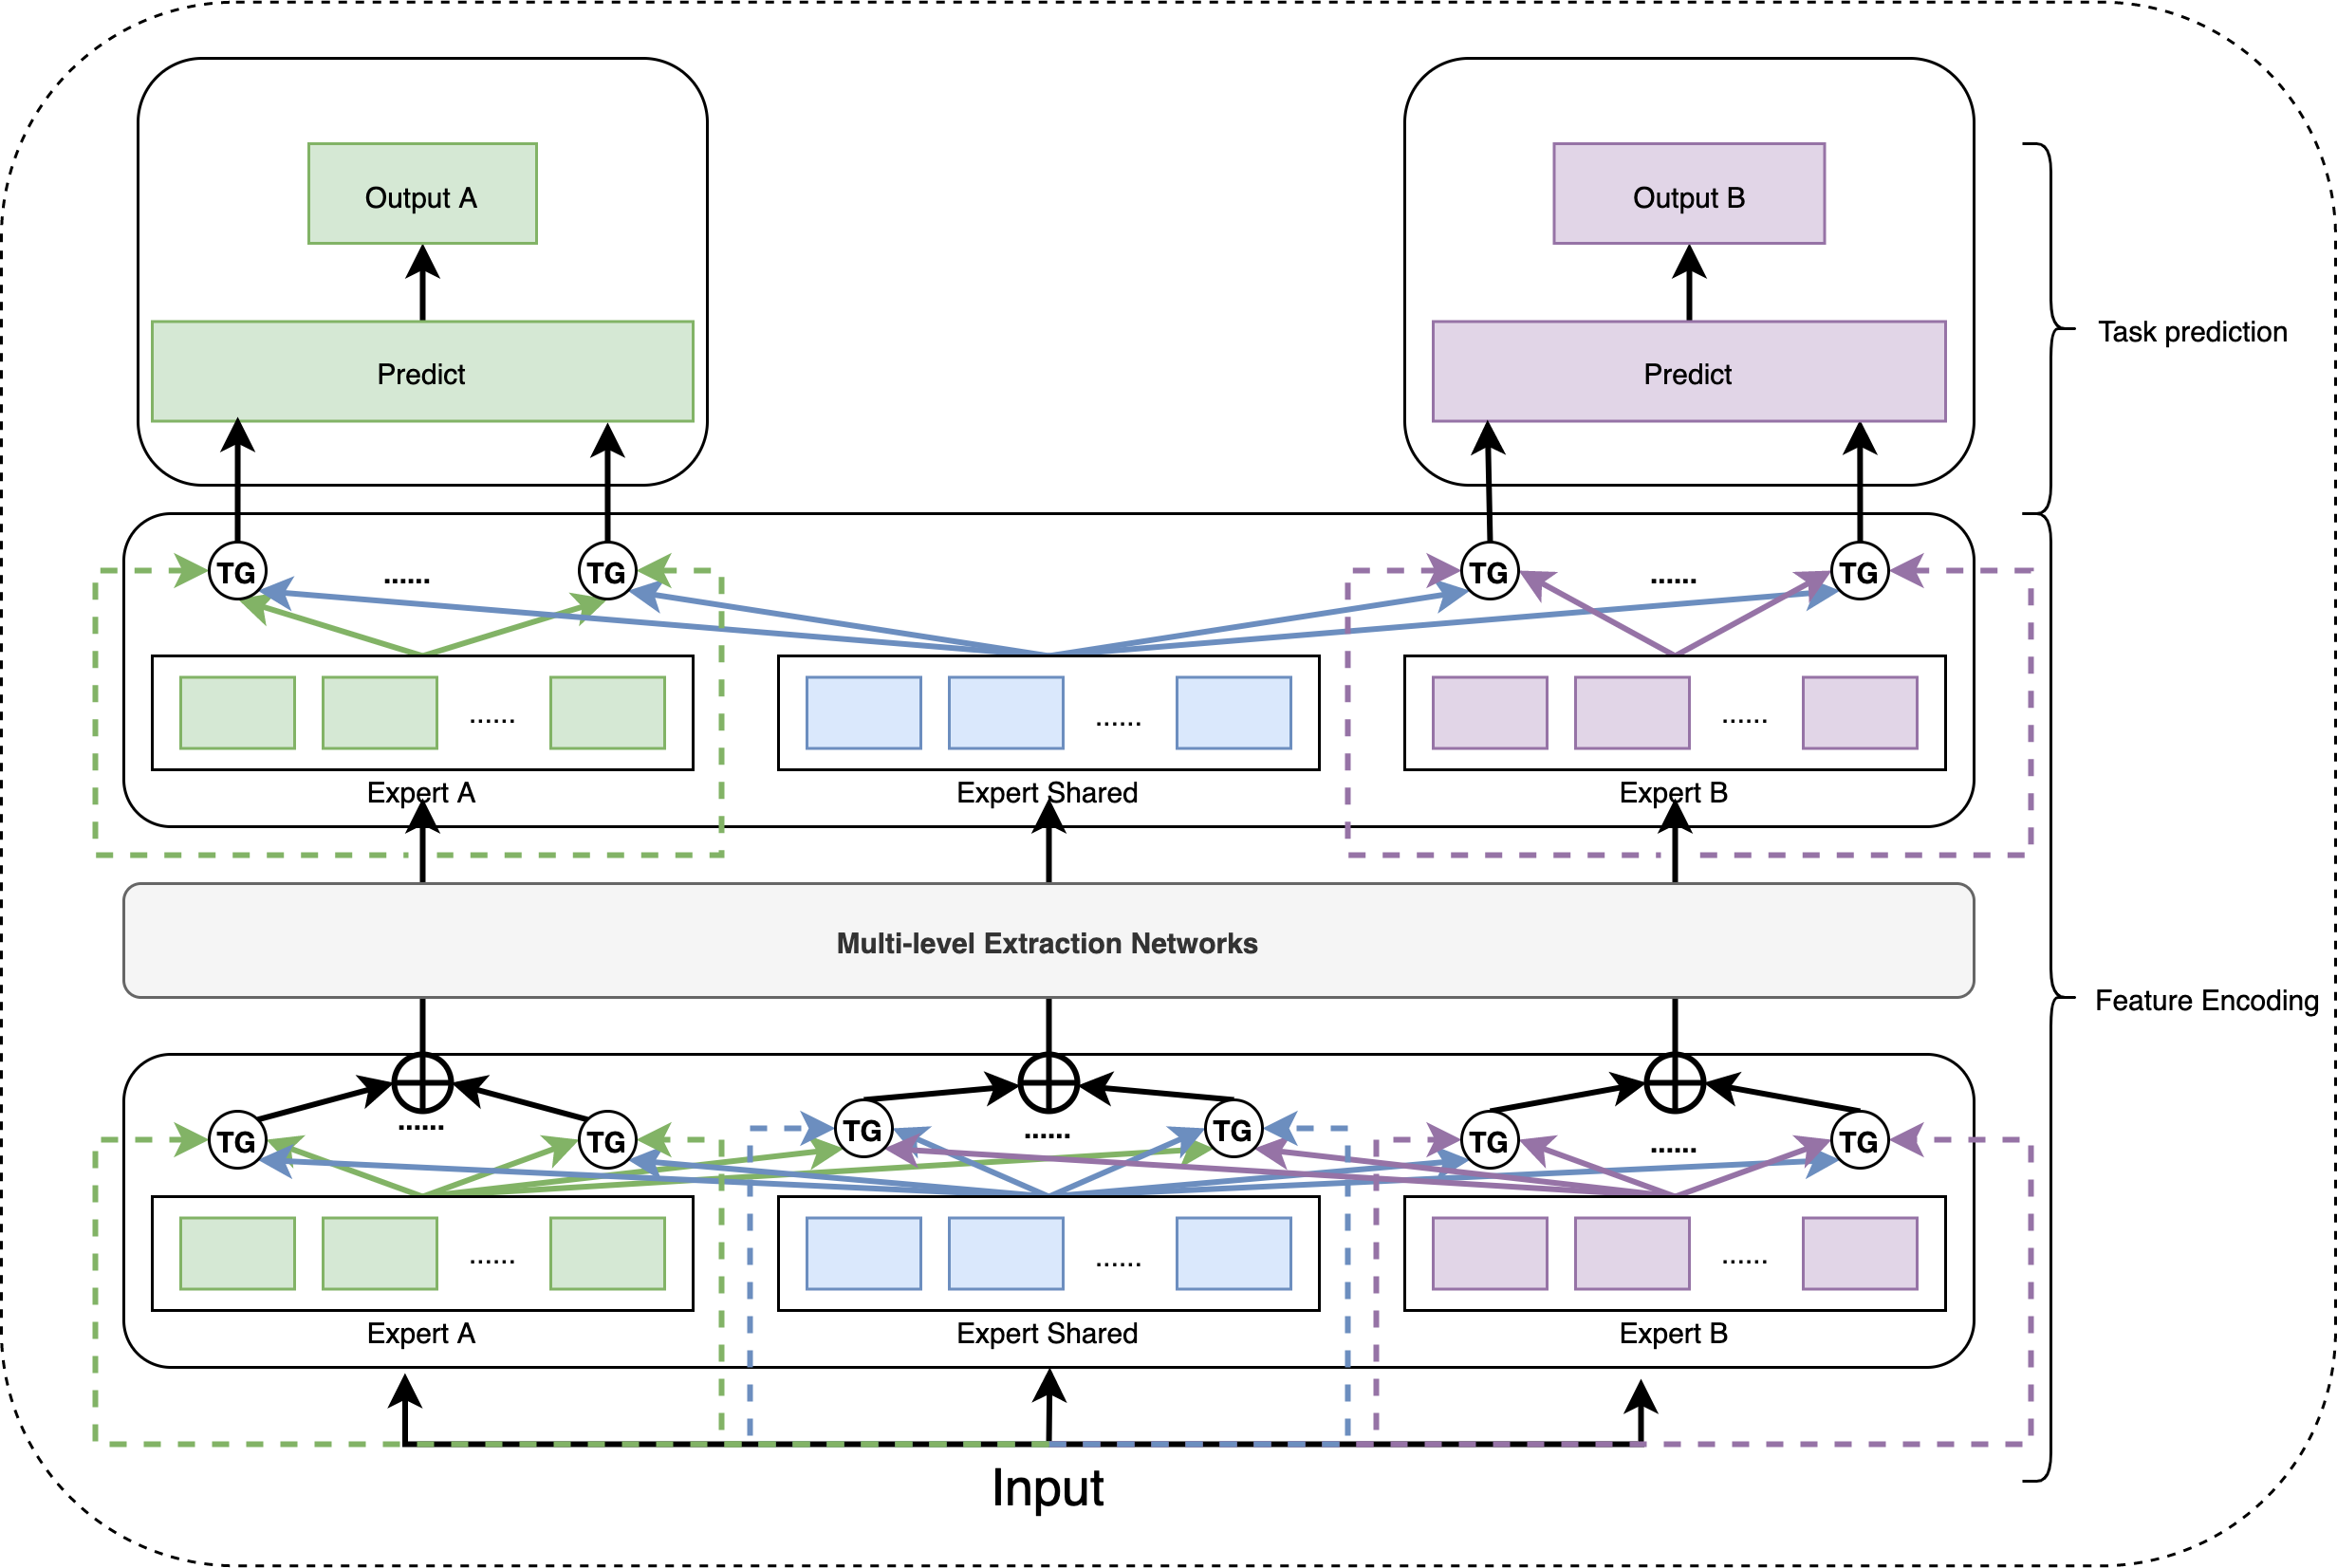 Output A
Output B
Predict
Predict
Task prediction
TG ...... TG TG ...... TG
...... ...... ......
Expert A Expert Shared Expert B
Multi-level Extraction Networks
Feature Encoding
TG ...... TG TG ...... TG TG ...... TG
...... ...... ......
Expert A Expert Shared Expert B
Input